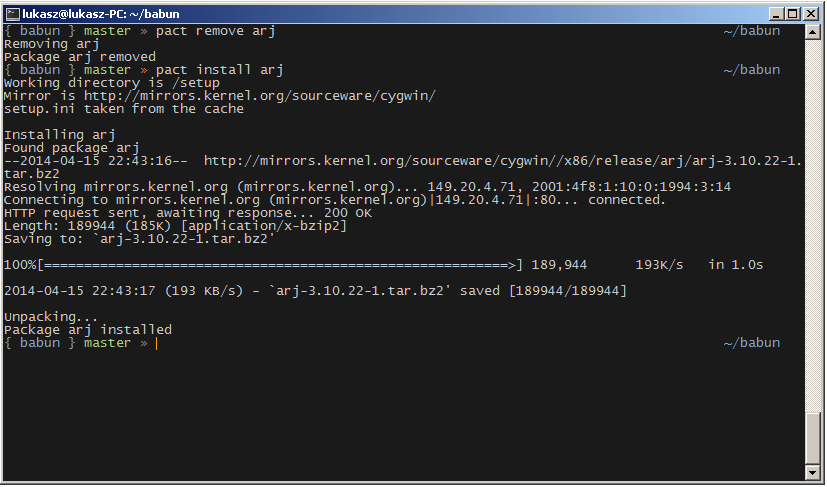 lukasz@lukasz-PC: ~/babun
{ babun } master » pact remove arj ~/babun
Removing arj
Package arj removed
{ babun } master » pact install arj ~/babun
Working directory is /setup
Mirror is http://mirrors.kernel.org/sourceware/cygwin/
setup.ini taken from the cache
Installing arj
Found package arj
--2014-04-15 22:43:16--  http://mirrors.kernel.org/sourceware/cygwin//x86/release/arj/arj-3.10.22-1.
tar.bz2
Resolving mirrors.kernel.org (mirrors.kernel.org)... 149.20.4.71, 2001:4f8:1:10:0:1994:3:14
Connecting to mirrors.kernel.org (mirrors.kernel.org)|149.20.4.71|:80... connected.
HTTP request sent, awaiting response... 200 OK
Length: 189944 (185K) [application/x-bzip2]
Saving to: `arj-3.10.22-1.tar.bz2'
100%[==========================================================>] 189,944      193K/s   in 1.0s
2014-04-15 22:43:17 (193 KB/s) - `arj-3.10.22-1.tar.bz2' saved [189944/189944]
Unpacking...
Package arj installed
{ babun } master » ~/babun